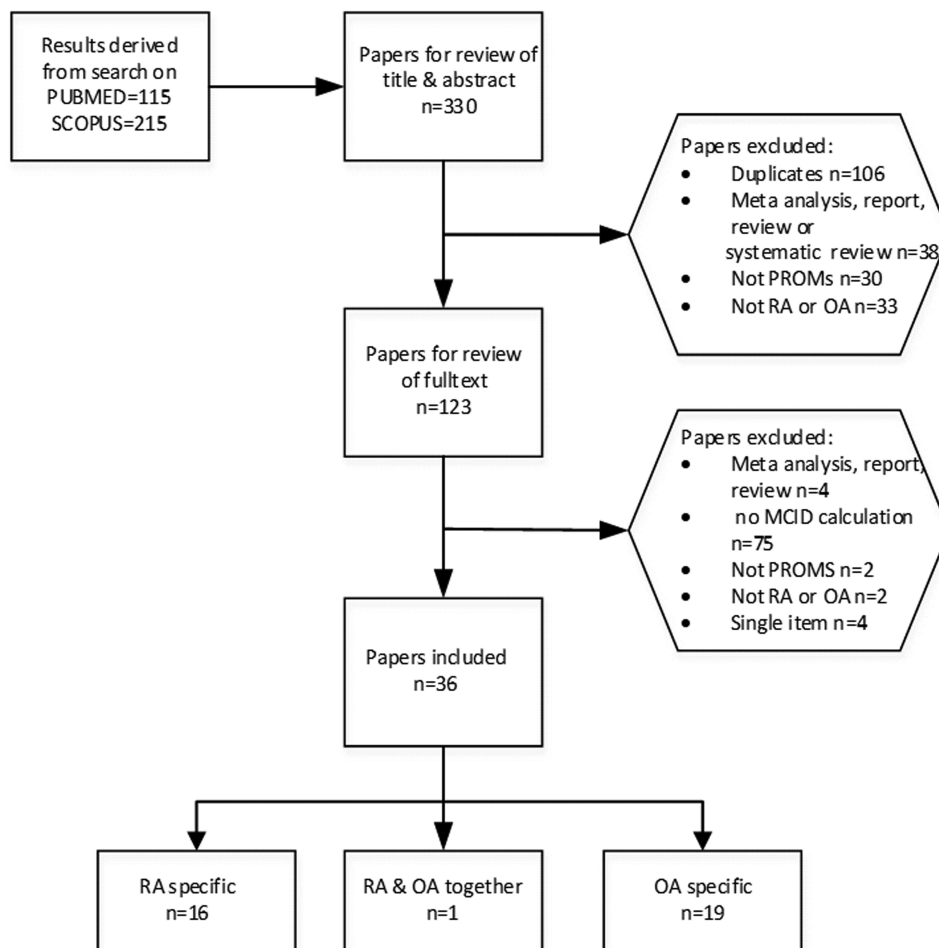 Results derived
from search on
PUBMED=115
SCOPUS=215
Papers for review of
title & abstract
n=330
Papers excluded:
• Duplicates n=106
• Meta analysis, report,
review or
systematic review n=38
• Not PROMs n=30
• Not RA or OA n=33
Papers for review
of fulltext
n=123
Papers excluded:
• Meta analysis, report,
review n=4
• no MCID calculation
n=75
• Not PROMS n=2
• Not RA or OA n=2
• Single item n=4
Papers included
n=36
RA specific
n=16
RA & OA together
n=1
OA specific
n=19